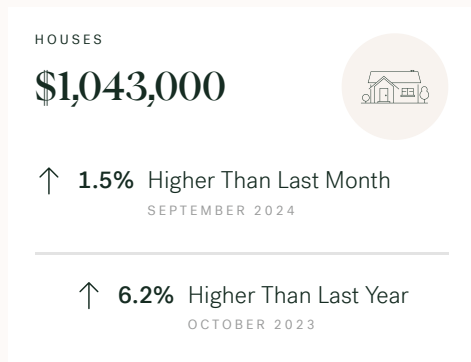 HOUSES
$1,043,000
1.5% Higher Than Last Month
SEPTEMBER 2024
6.2% Higher Than Last Year
OCTOBER 2023